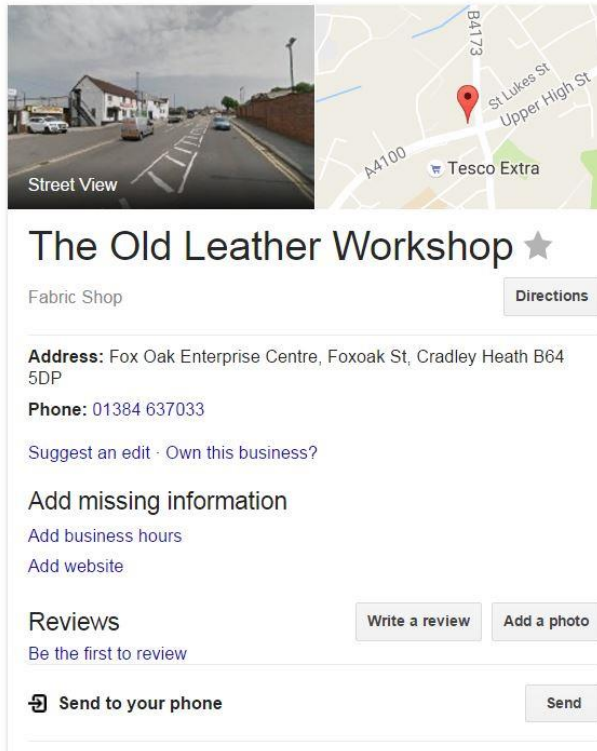 Street View
B4173
St Lukes St
Upper High St
A4100
Tesco Extra
The Old Leather Workshop
Fabric Shop
Directions
Address: Fox Oak Enterprise Centre, Foxoak St, Cradley Heath B64
5DP
Phone: 01384 637033
Suggest an edit · Own this business?
Add missing information
Add business hours
Add website
Reviews
Write a review
Add a photo
Be the first to review
Send to your phone
Send